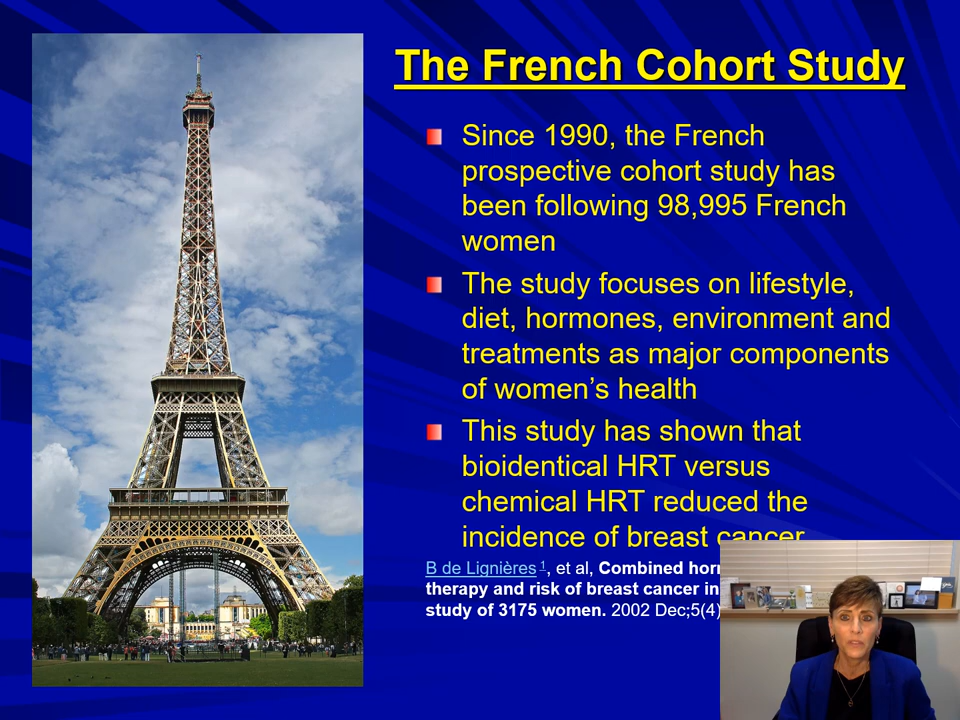 The French Cohort Study
Since 1990, the French
prospective cohort study has
been following 98,995 French
women
The study focuses on lifestyle,
diet, hormones, environment and
treatments as major components
of women’s health
This study has shown that
bioidentical HRT versus
chemical HRT reduced the
incidence of breast cancer
B de Lignières 1, et al, Combined
therapy and risk of breast cancer in
study of 3175 women. 2002 Dec;5(4)